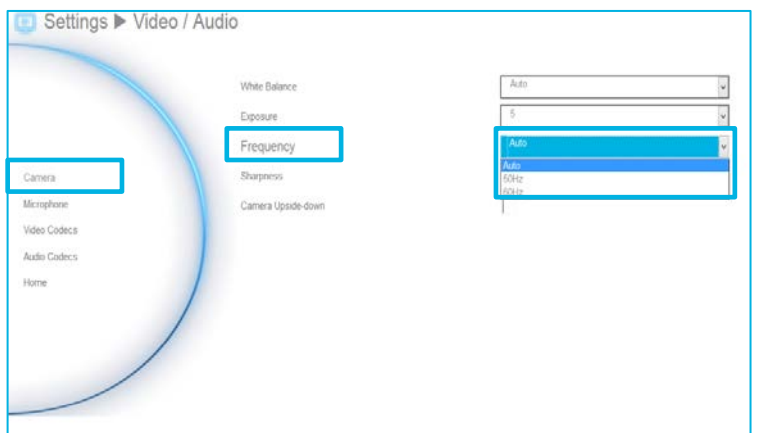 Settings ▶ Video / Audio
White Balance
Auto
Exposure
5
Frequency
Auto
Auto
50Hz
60Hz
Sharpness
Camera Upside-down
Camera
Microphone
Video Codecs
Audio Codecs
Home